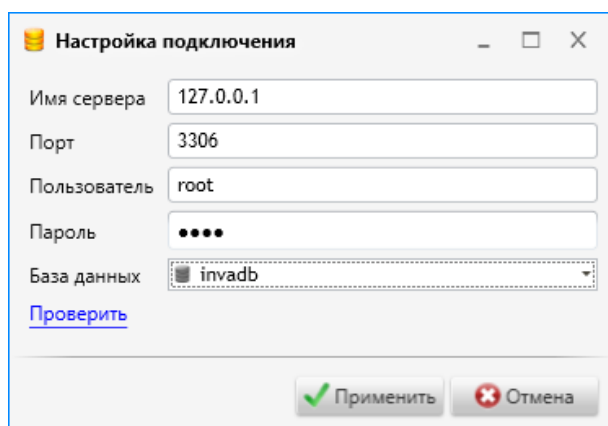 Настройка подключения
Имя сервера 127.0.0.1
Порт 3306
Пользователь root
Пароль ••••
База данных invadb
Проверить
Применить Отмена